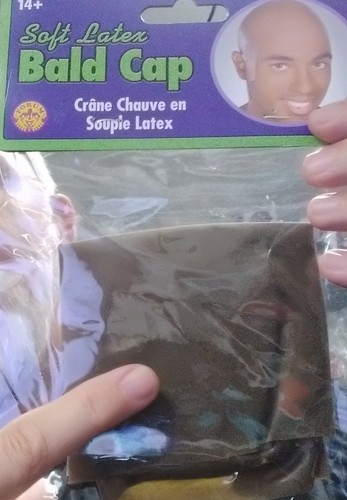 14+
Soft Latex
Bald Cap
Crâne Chauve en
Souple Latex